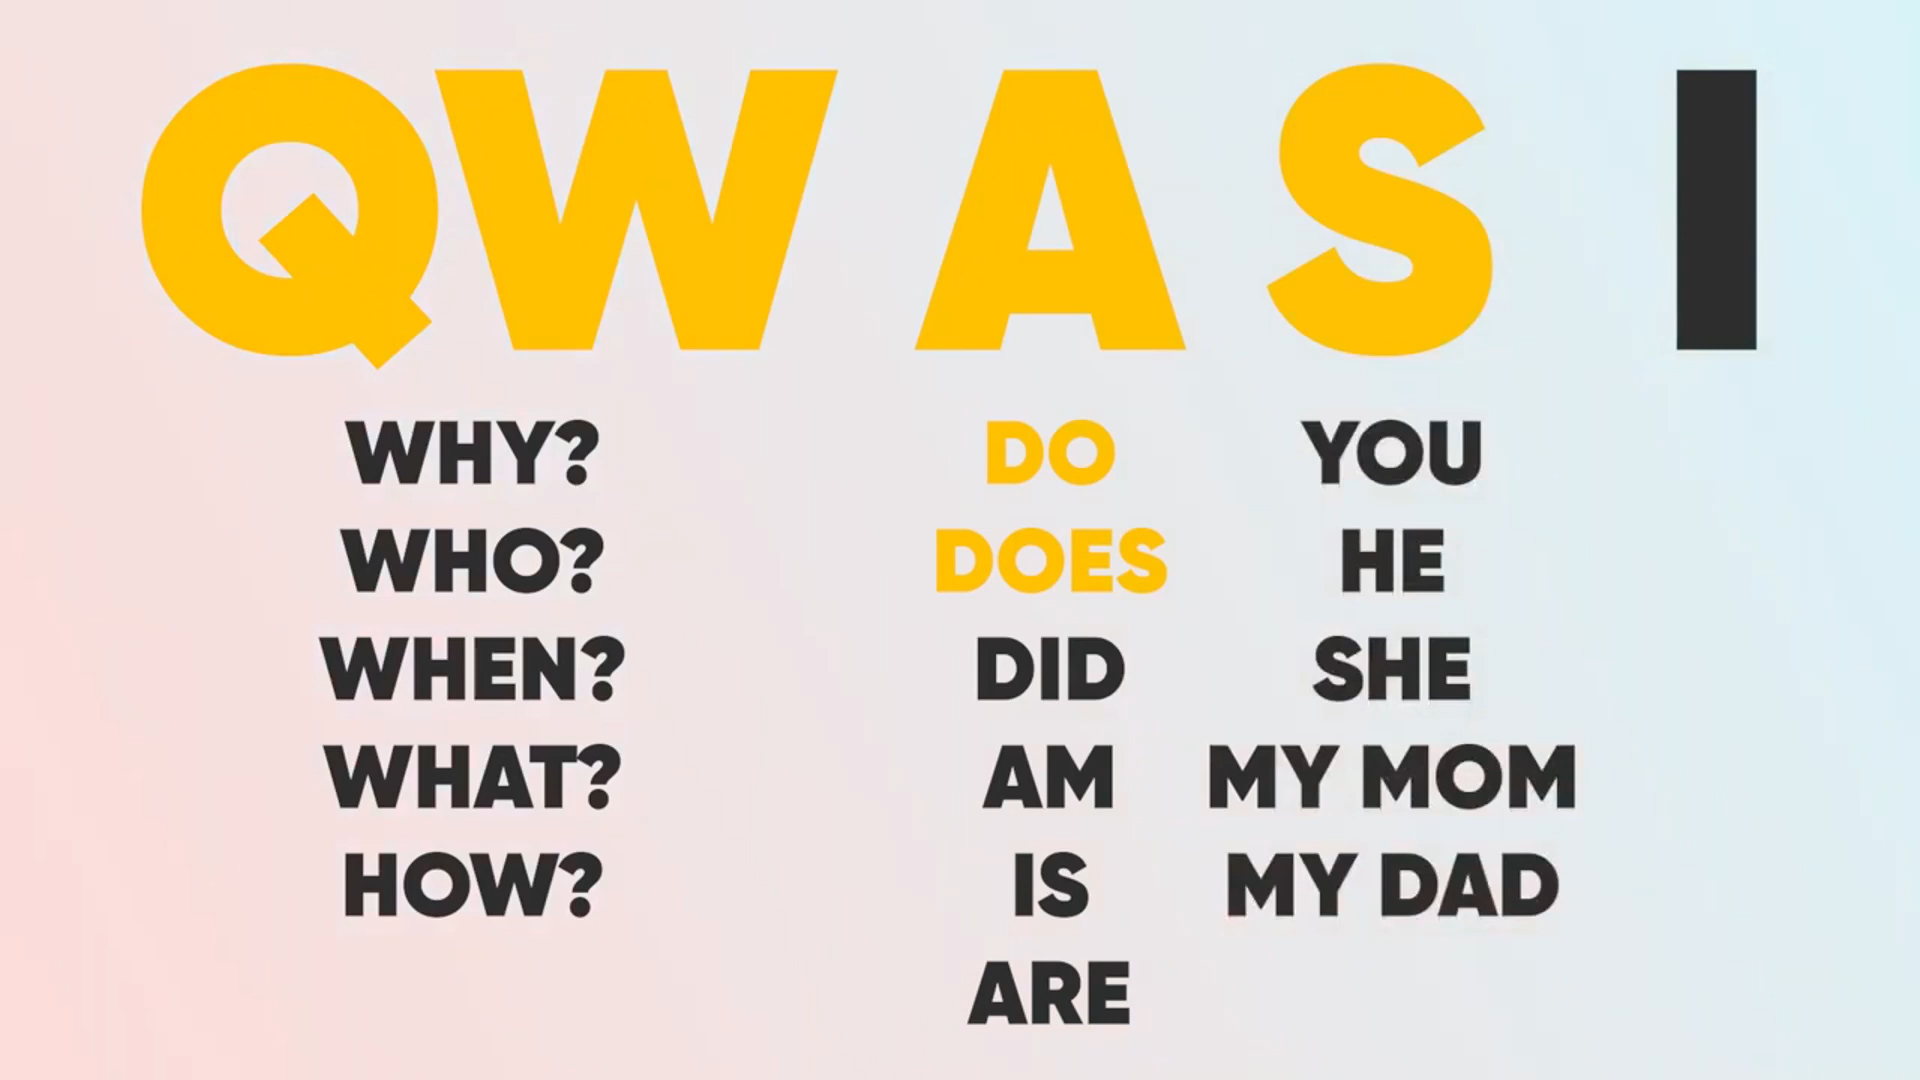 QW A S I
WHY? DO YOU
WHO? DOES HE
WHEN? DID SHE
WHAT? AM MY MOM
HOW? IS MY DAD
ARE